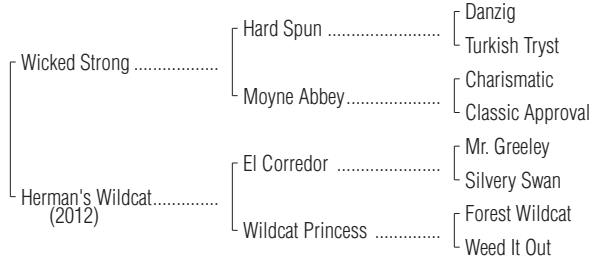 Danzig
Hard Spun ......................
Turkish Tryst
Wicked Strong .................
Charismatic
Moyne Abbey...................
Classic Approval
Mr. Greeley
El Corredor .....................
Silvery Swan
Herman's Wildcat.............
(2012)
Forest Wildcat
Wildcat Princess .............
Weed It Out